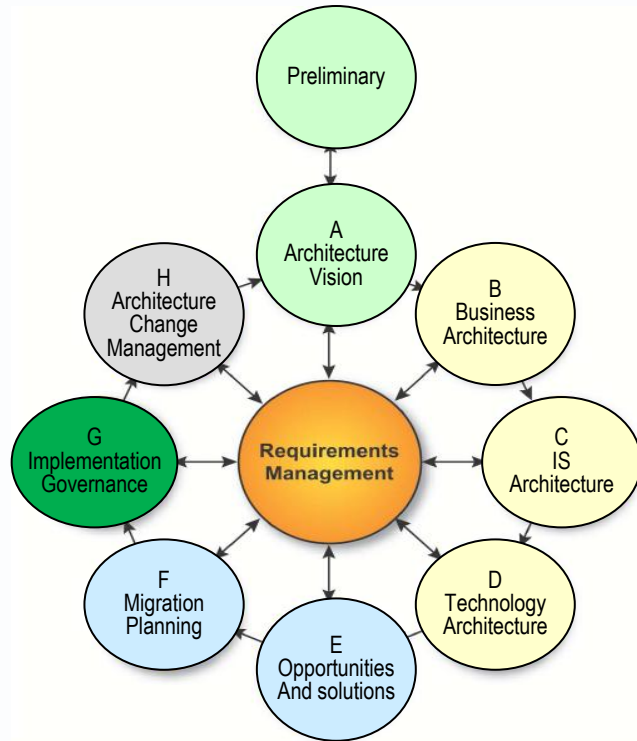 Preliminary
A
Architecture
Vision
B
Business
Architecture
C
IS
Architecture
D
Technology
Architecture
E
Opportunities
And solutions
F
Migration
Planning
G
Implementation
Governance
H
Architecture
Change
Management
Requirements
Management